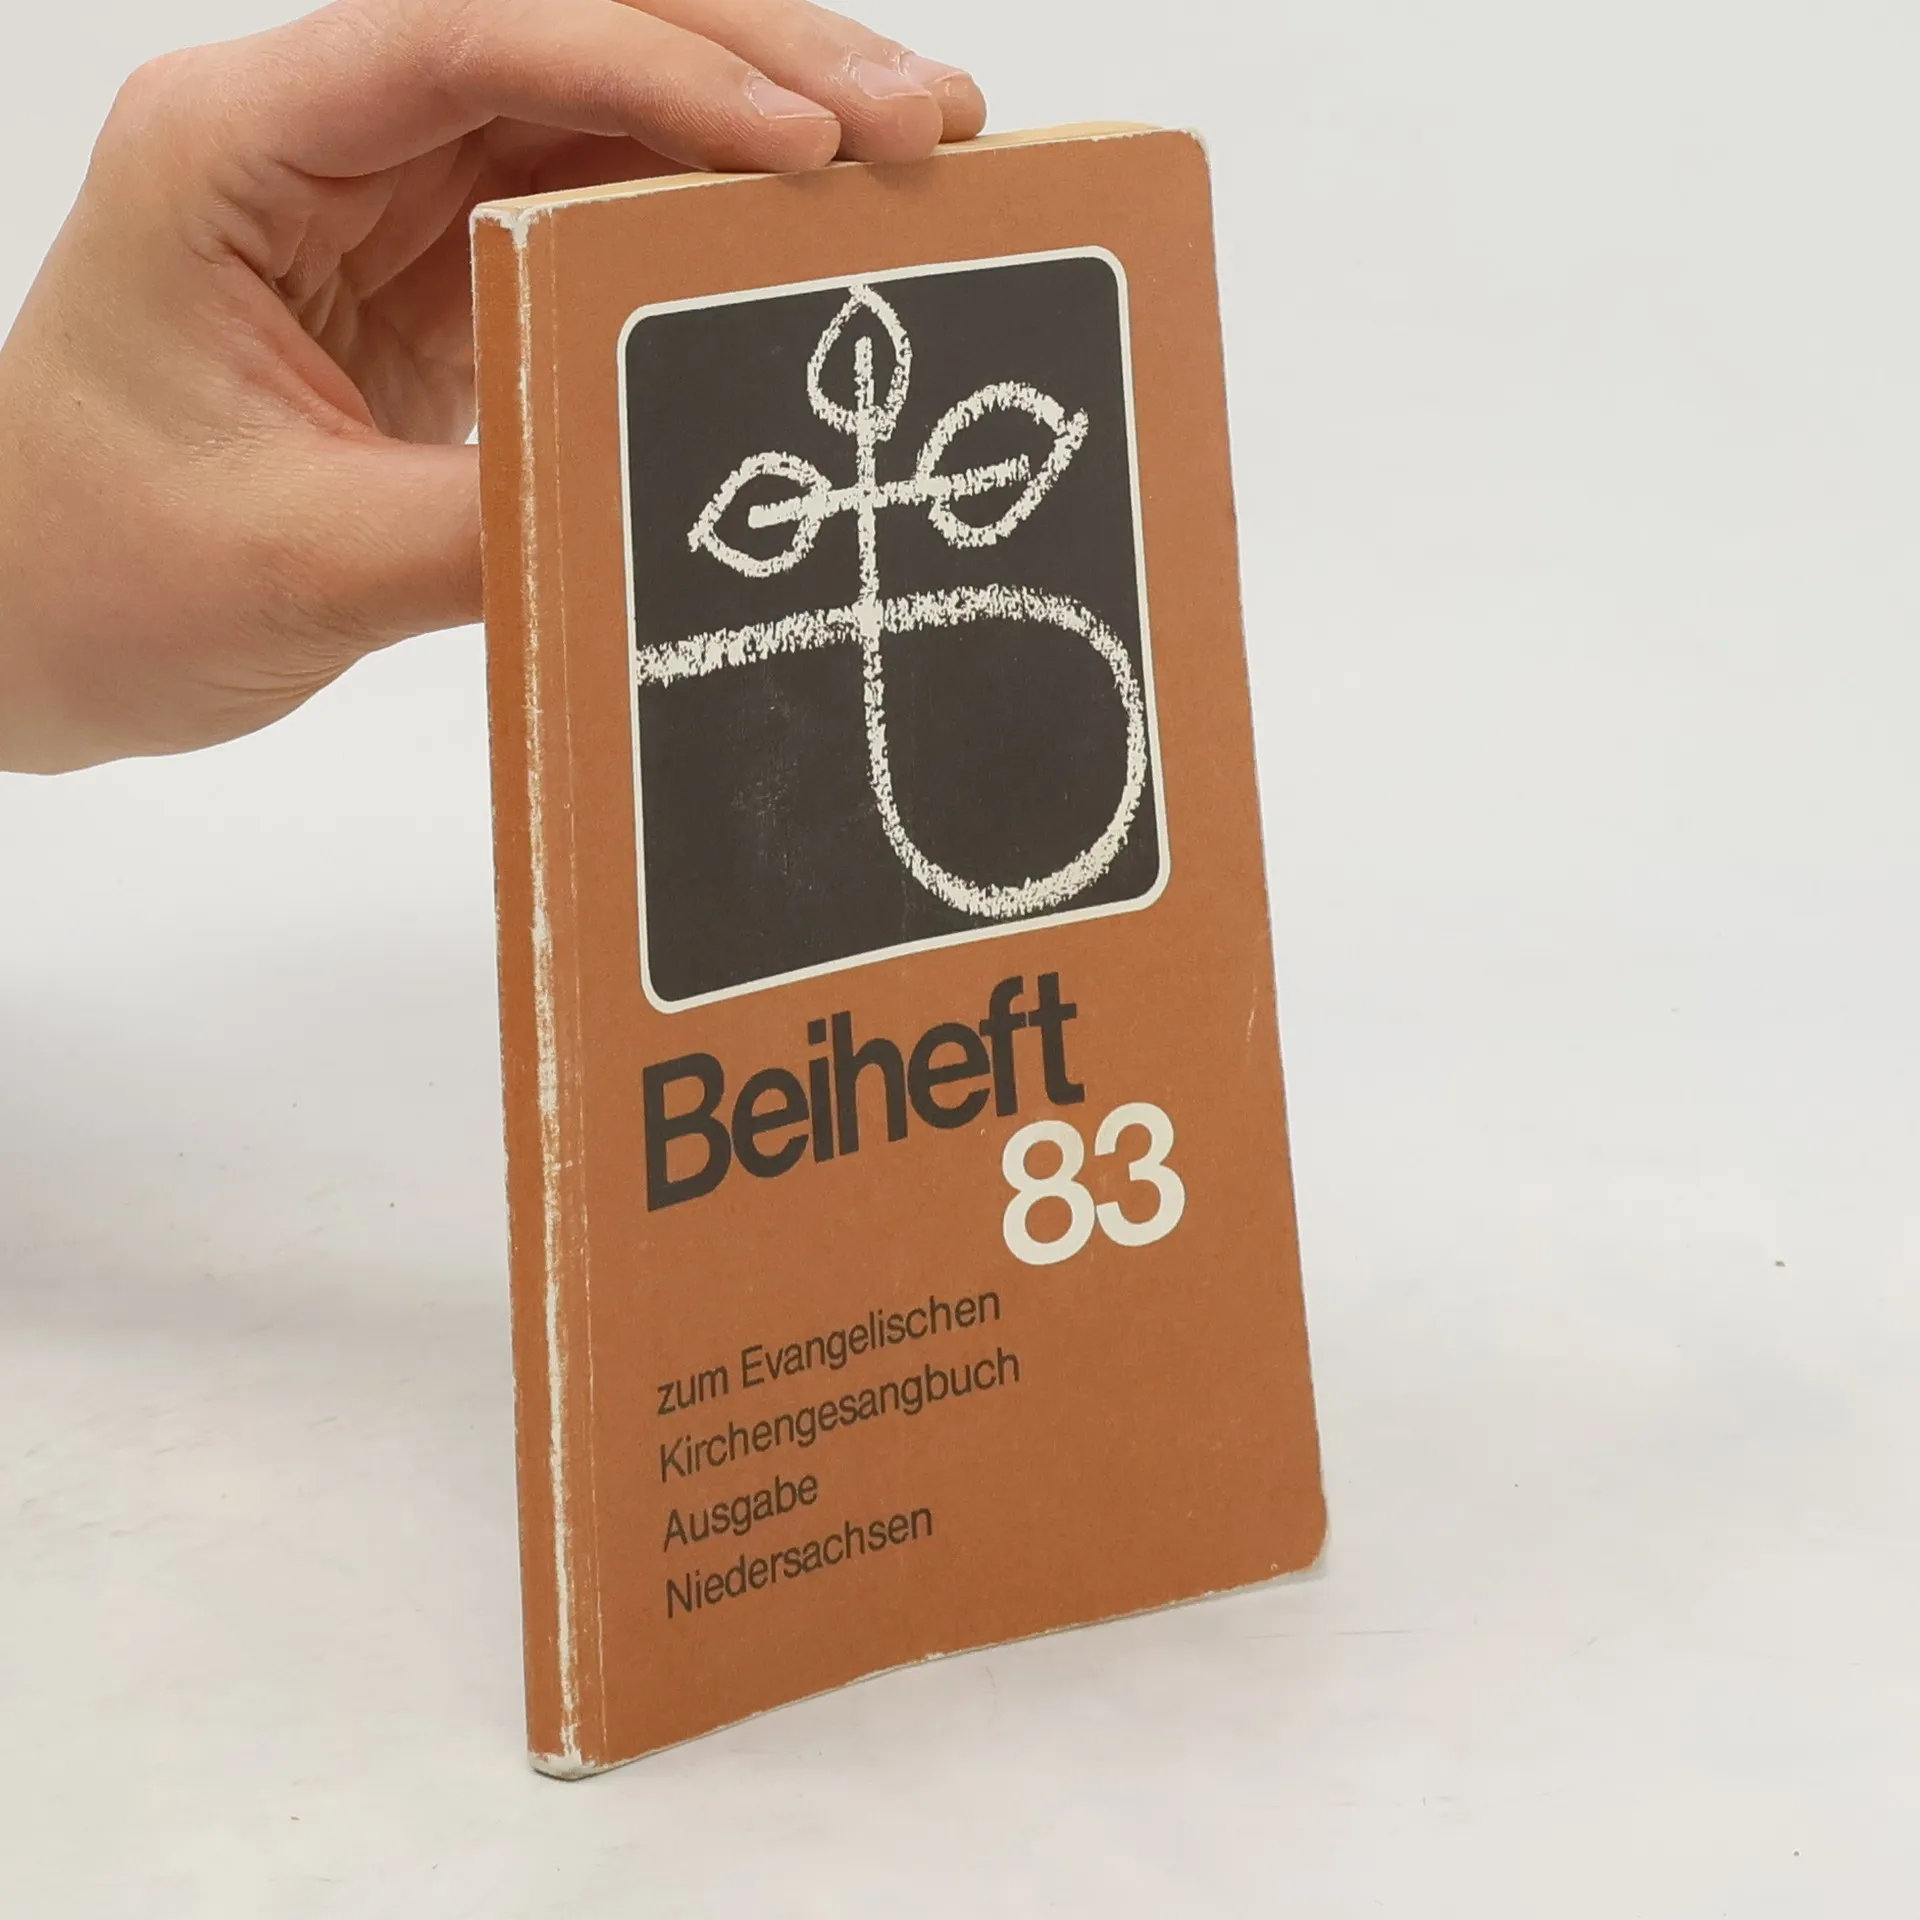 Beiheft
83
zum Evangelischen
Kirchengesangbuch
Ausgabe
Niedersachsen